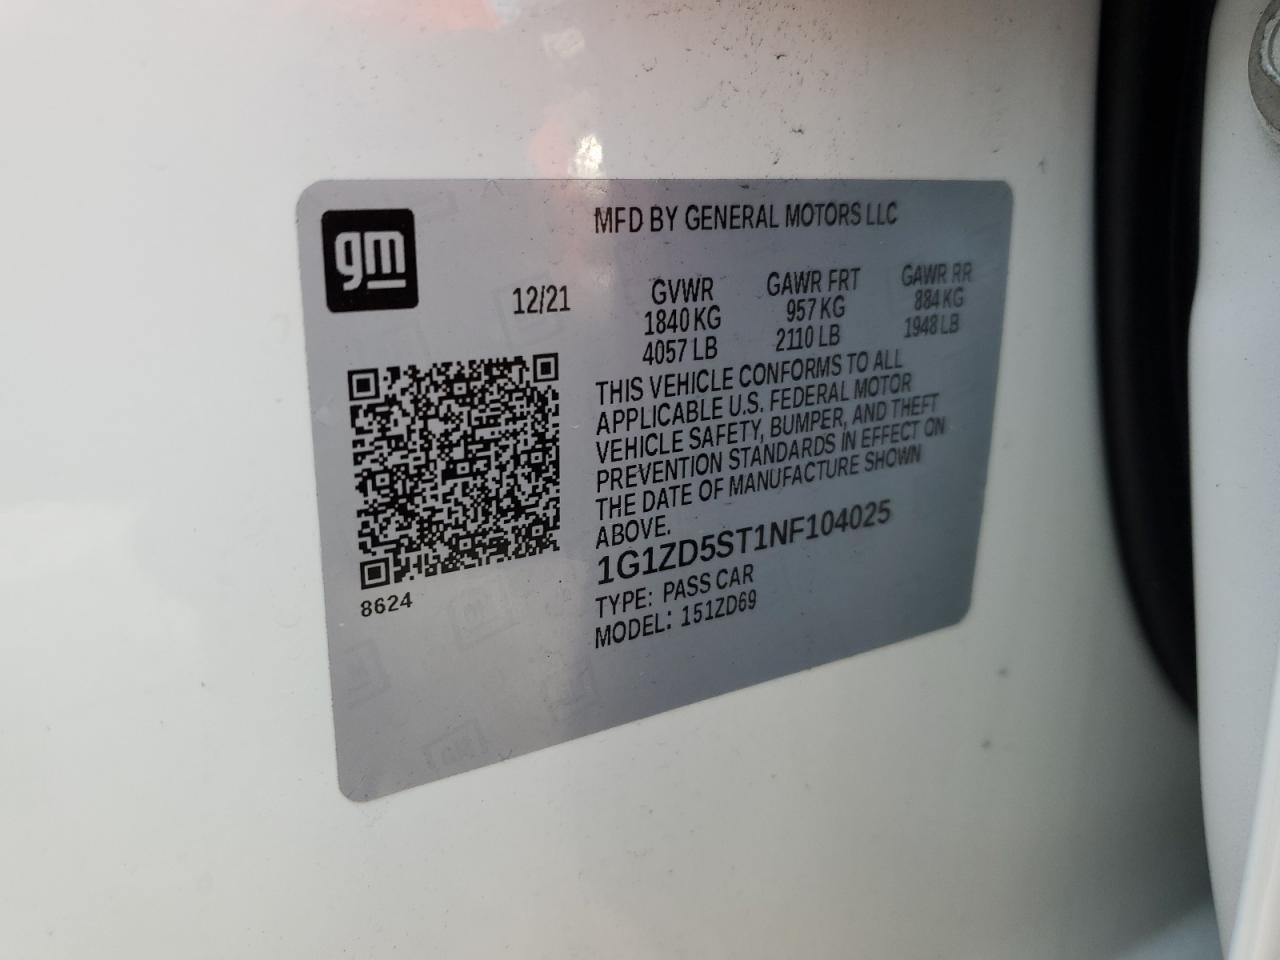 gm
MFD BY GENERAL MOTORS LLC
12/21
GVWR GAWR FRT GAWR RR
1840 KG 957 KG 884 KG
4057 LB 2110 LB 1948 LB
THIS VEHICLE CONFORMS TO ALL
APPLICABLE U.S. FEDERAL MOTOR
VEHICLE SAFETY, BUMPER, AND THEFT
PREVENTION STANDARDS IN EFFECT ON
THE DATE OF MANUFACTURE SHOWN
ABOVE.
1G1ZD5ST1NF104025
TYPE: PASS CAR
MODEL: 151ZD69
8624